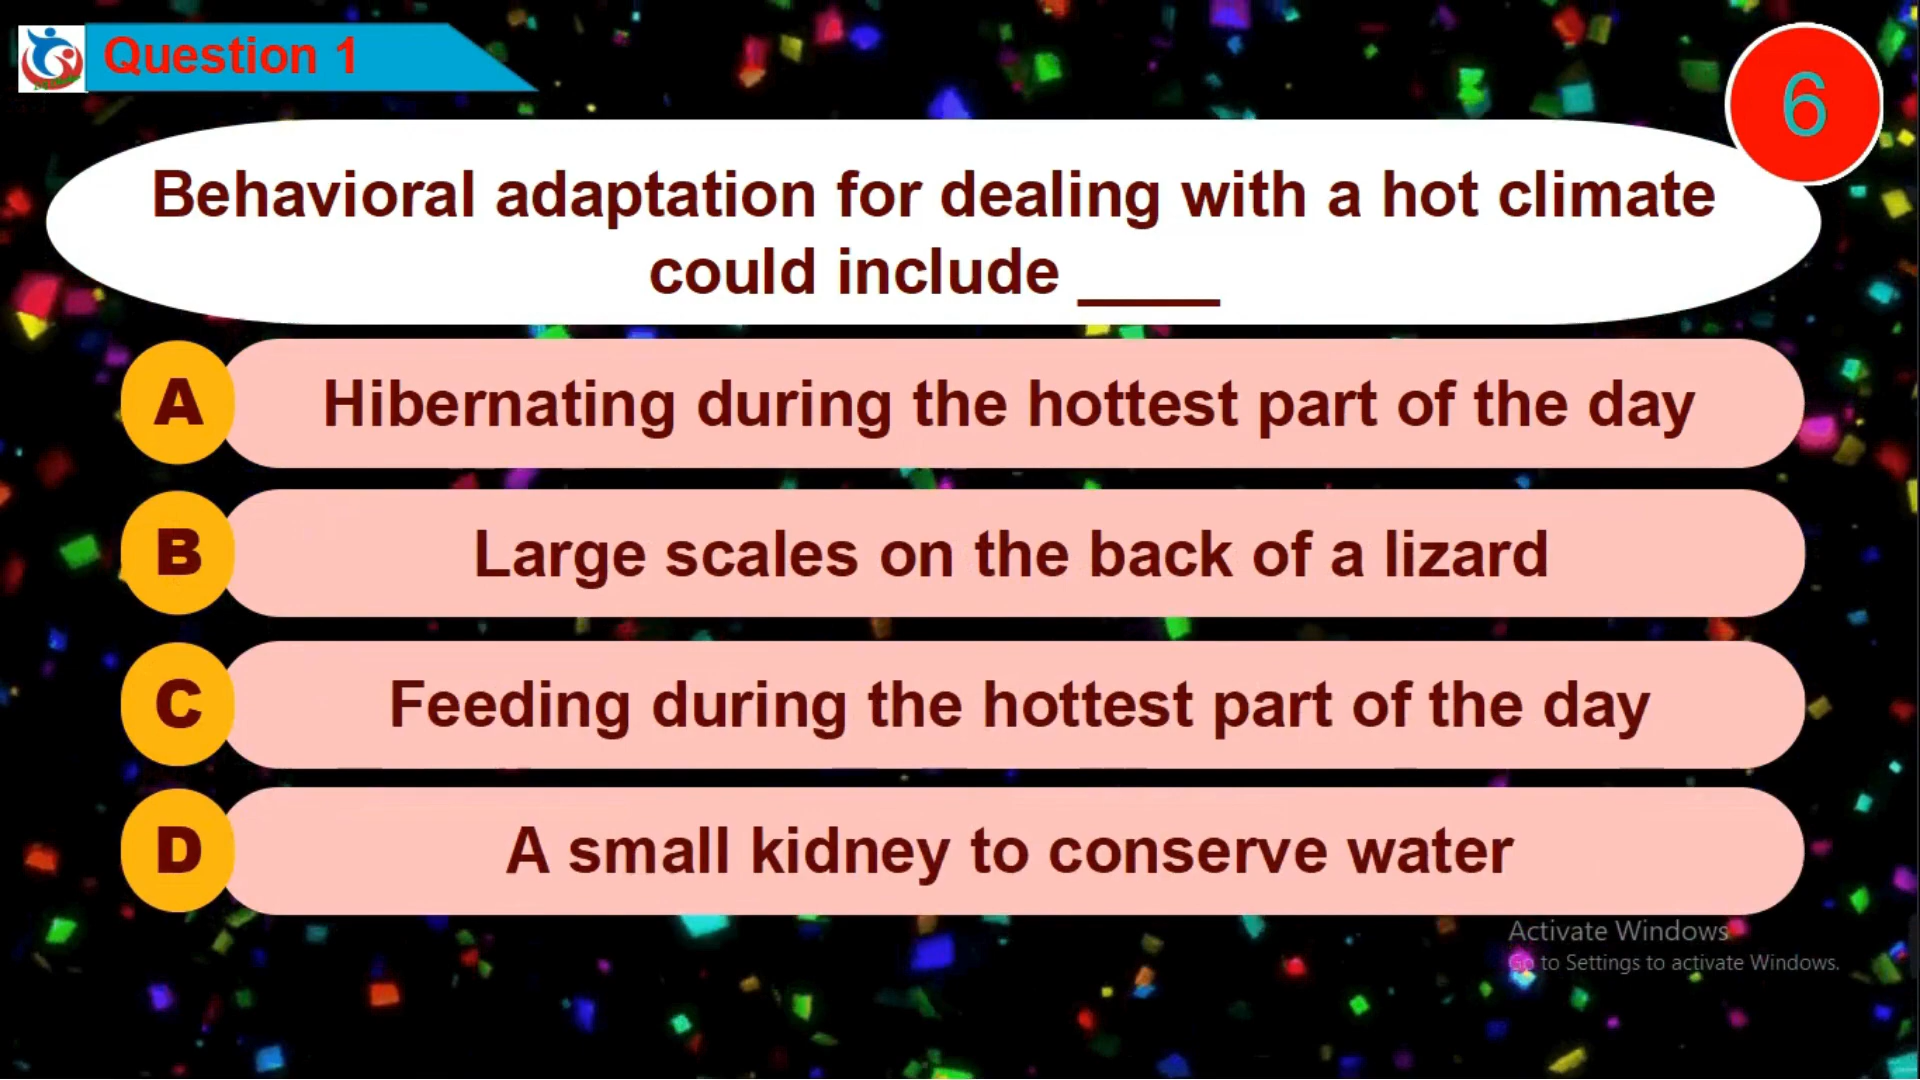 Question 1
6
Behavioral adaptation for dealing with a hot climate
could include ____
A Hibernating during the hottest part of the day
B Large scales on the back of a lizard
C Feeding during the hottest part of the day
D A small kidney to conserve water
Activate Windows
Go to Settings to activate Windows.